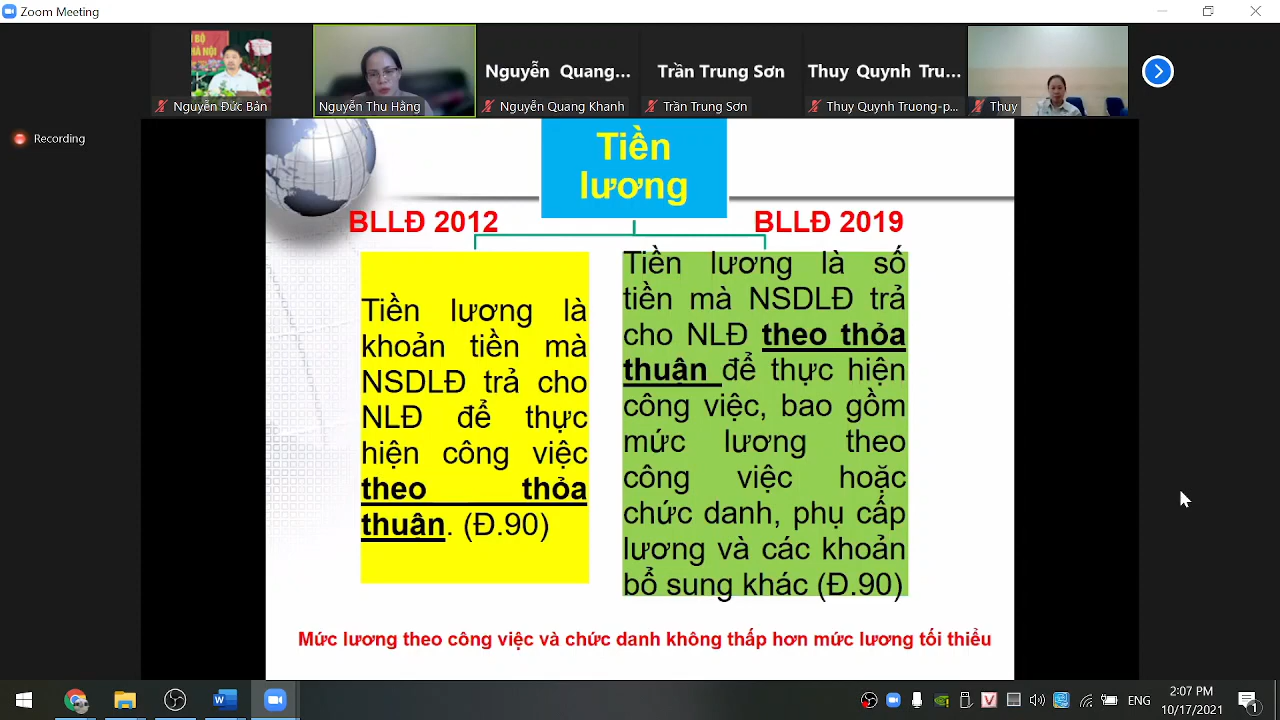 Zoom Meeting
BỘ
HÀ NỘI
Nguyễn Đức Bản
Nguyễn Thu Hằng
Nguyễn Quang...
Nguyễn Quang Khanh
Trần Trung Sơn
Trần Trung Sơn
Thuy Quynh Tru...
Thuy Quynh Truong-p...
Thuy
Recording
Tiền
lương
BLLĐ 2012
BLLĐ 2019
Tiền lương là
khoản tiền mà
NSDLĐ trả cho
NLĐ để thực
hiện công việc
theo thỏa
thuận. (Đ.90)
Tiền lương là số
tiền mà NSDLĐ trả
cho NLĐ theo thỏa
thuận để thực hiện
công việc, bao gồm
mức lương theo
công việc hoặc
chức danh, phụ cấp
lương và các khoản
bổ sung khác (Đ.90)
Mức lương theo công việc và chức danh không thấp hơn mức lương tối thiểu
ENG
2:07 PM
10/17/2021
1